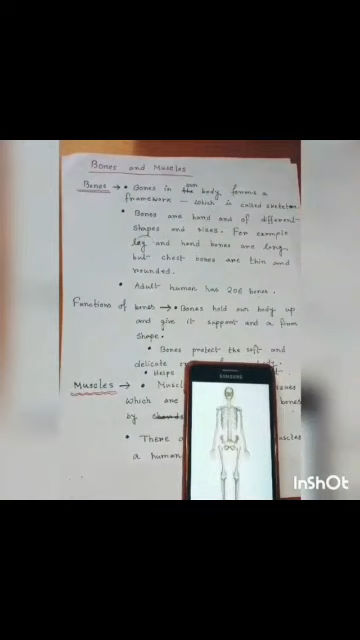 Bones and Muscles
Bones → • Bones in our body forms a
framework – which is called skeleton.
• Bones are hard and of different
shapes and sizes. For example
leg and hand bones are long,
but chest bones are thin and
rounded.
• Adult human has 206 bones.
Functions of bones → • Bones hold our body up
and give it support and a
shape.
• Bones protect the soft and
delicate
• Helps
Muscles → •
which are bones
by
• There
a human
SAMSUNG
InShOt